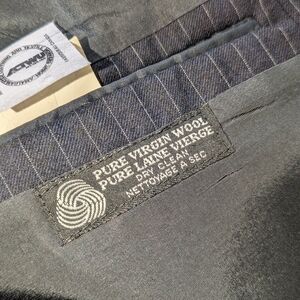 PURE VIRGIN WOOL
PURE LAINE VIERGE
DRY CLEAN
NETTOYAGE A SEC